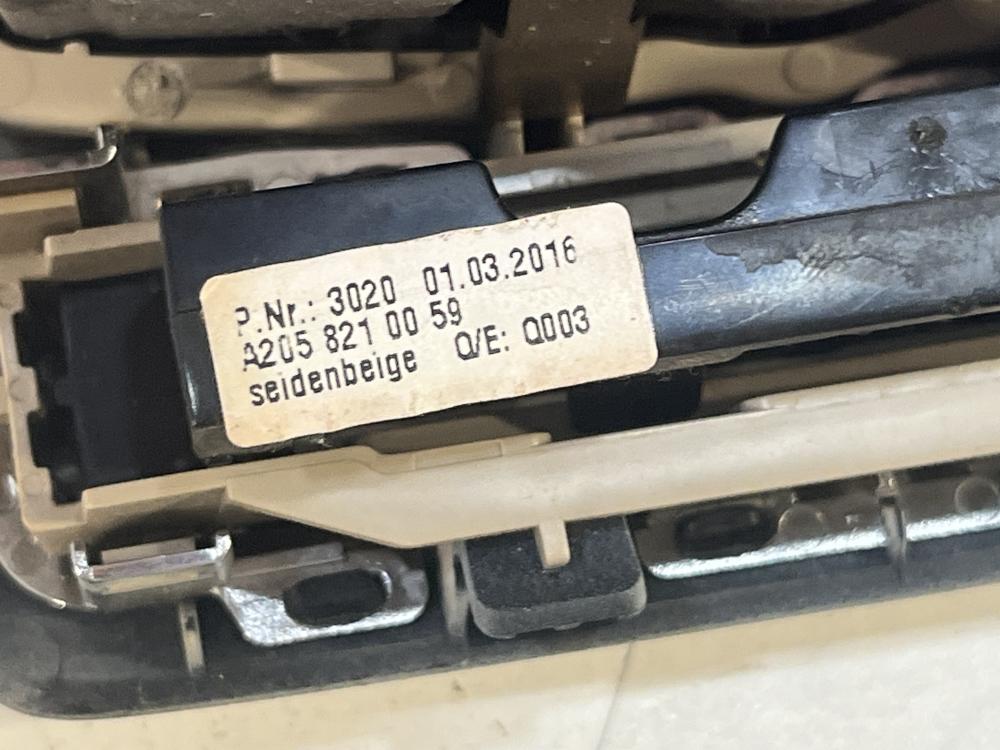 P.Nr.: 3020 01.03.2016
A205 821 00 59
seidenbeige Q/E: Q003